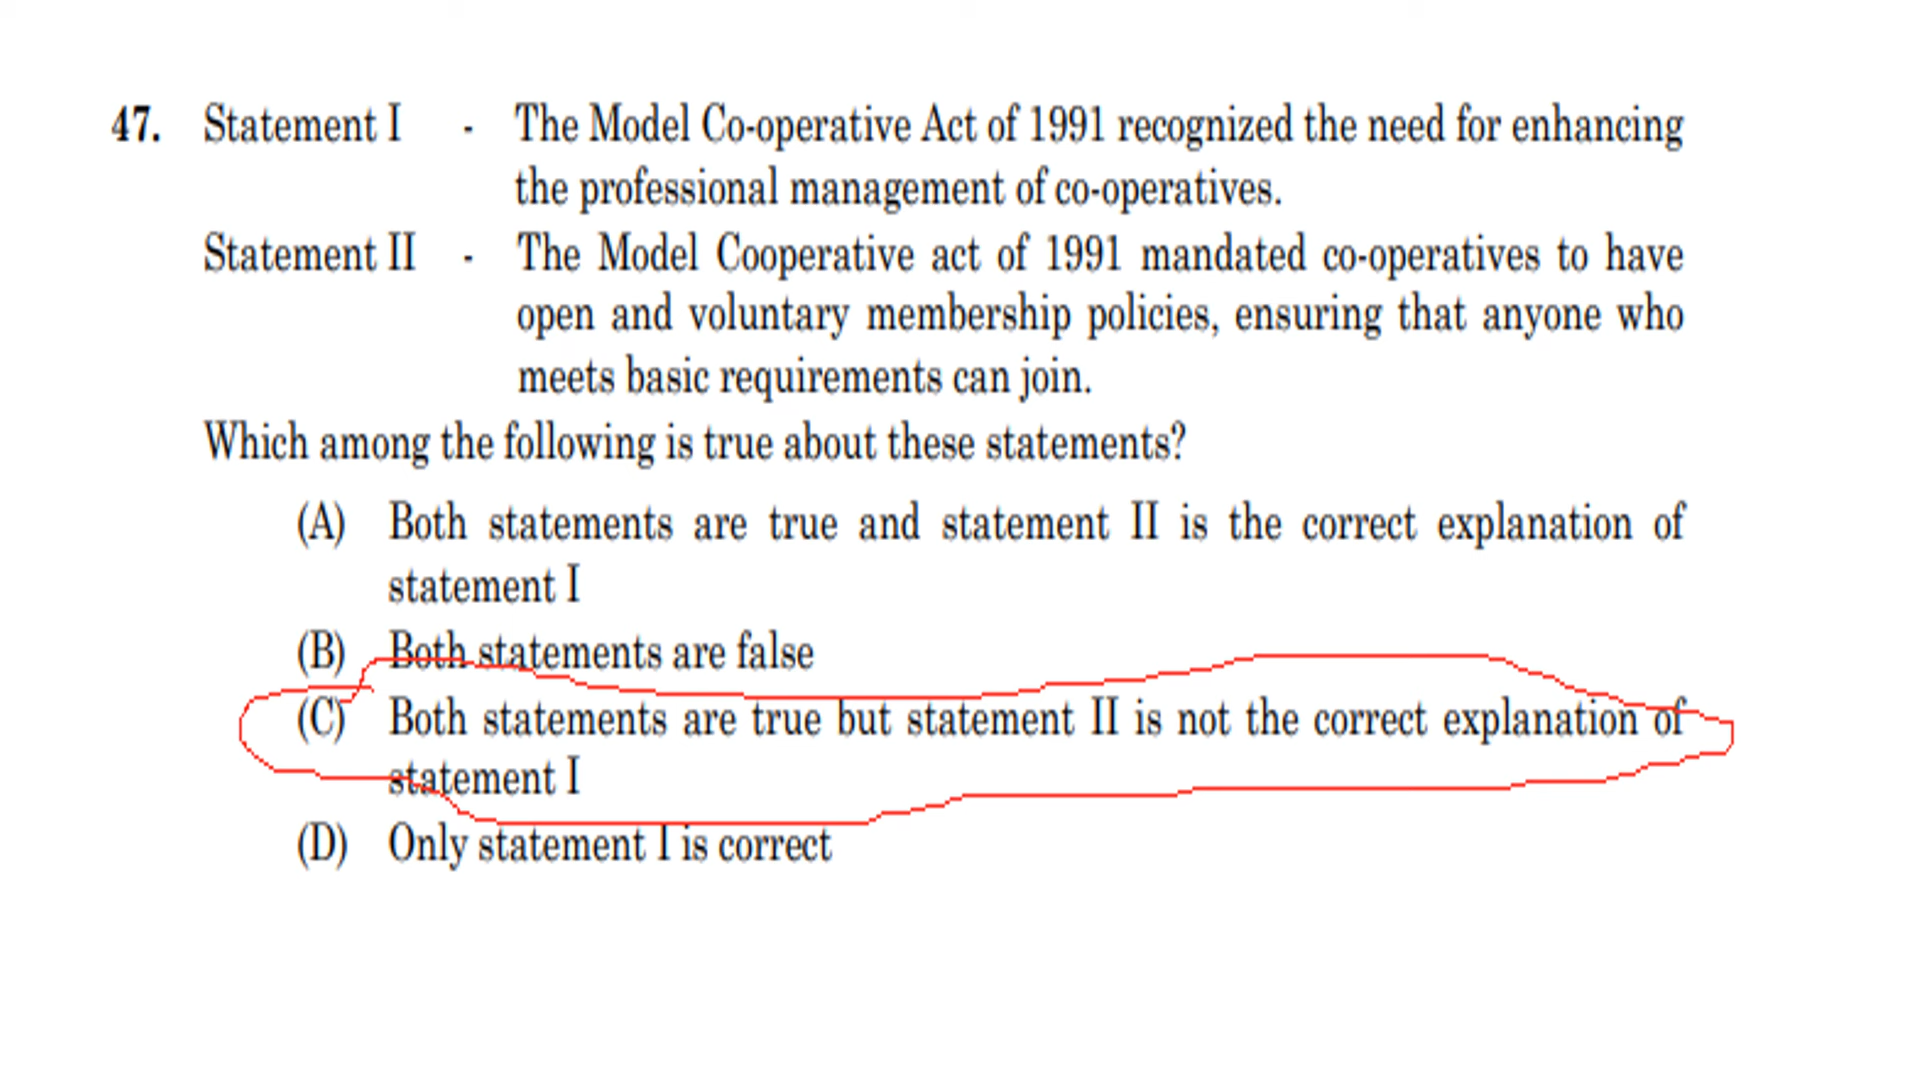 47. Statement I - The Model Co-operative Act of 1991 recognized the need for enhancing
the professional management of co-operatives.
Statement II - The Model Cooperative act of 1991 mandated co-operatives to have
open and voluntary membership policies, ensuring that anyone who
meets basic requirements can join.
Which among the following is true about these statements?
(A) Both statements are true and statement II is the correct explanation of
statement I
(B) Both statements are false
(C) Both statements are true but statement II is not the correct explanation of
statement I
(D) Only statement I is correct